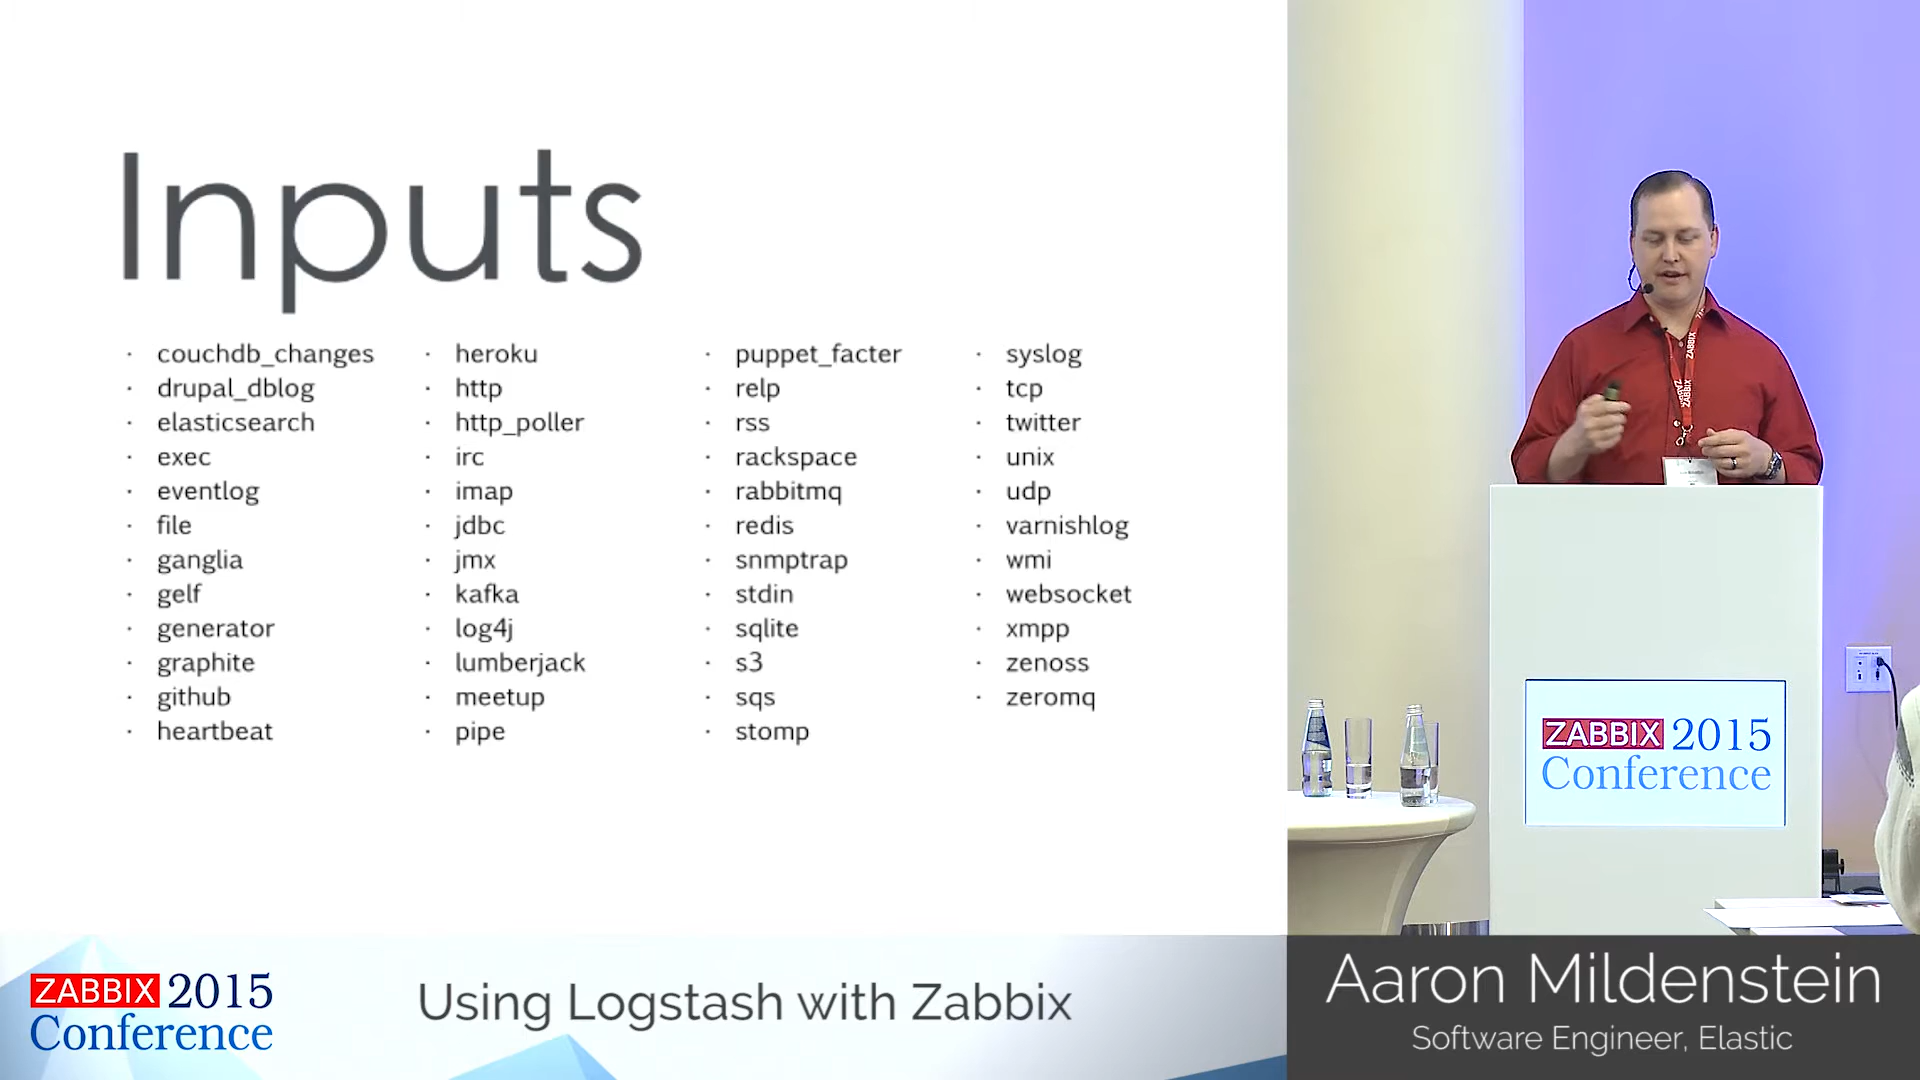 Inputs
couchdb_changes
drupal_dblog
elasticsearch
exec
eventlog
file
ganglia
gelf
generator
graphite
github
heartbeat
heroku
http
http_poller
irc
imap
jdbc
jmx
kafka
log4j
lumberjack
meetup
pipe
puppet_facter
relp
rss
rackspace
rabbitmq
redis
snmptrap
stdin
sqlite
s3
sqs
stomp
syslog
tcp
twitter
unix
udp
varnishlog
wmi
websocket
xmpp
zenoss
zeromq
ZABBIX
ZABBIX
ZABBIX 2015
Conference
ZABBIX 2015
Conference
Using Logstash with Zabbix
Aaron Mildenstein
Software Engineer, Elastic